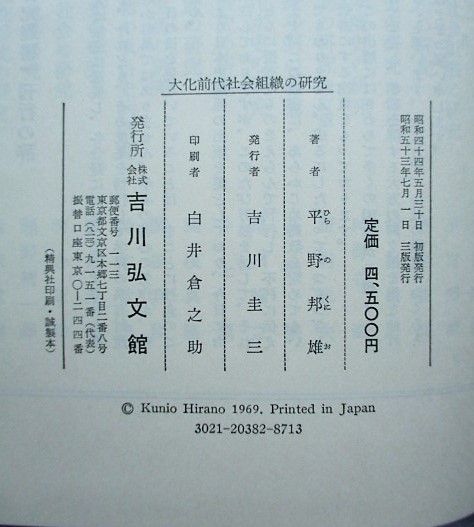 大化前代社会組織の研究
昭和四十四年五月三十日 初版発行
昭和五十三年七月一日 三版発行
定価 四、五〇〇円
著者 平野邦雄
ひらのくにお
発行者 吉川圭三
印刷者 白井倉之助
発行所 株式会社 吉川弘文館
郵便番号 一一三
東京都文京区本郷七丁目二番八号
電話(八一三)九一五一番(代表)
振替口座東京〇―二四四番
(精興社印刷・誠製本)
© Kunio Hirano 1969. Printed in Japan
3021-20382-8713